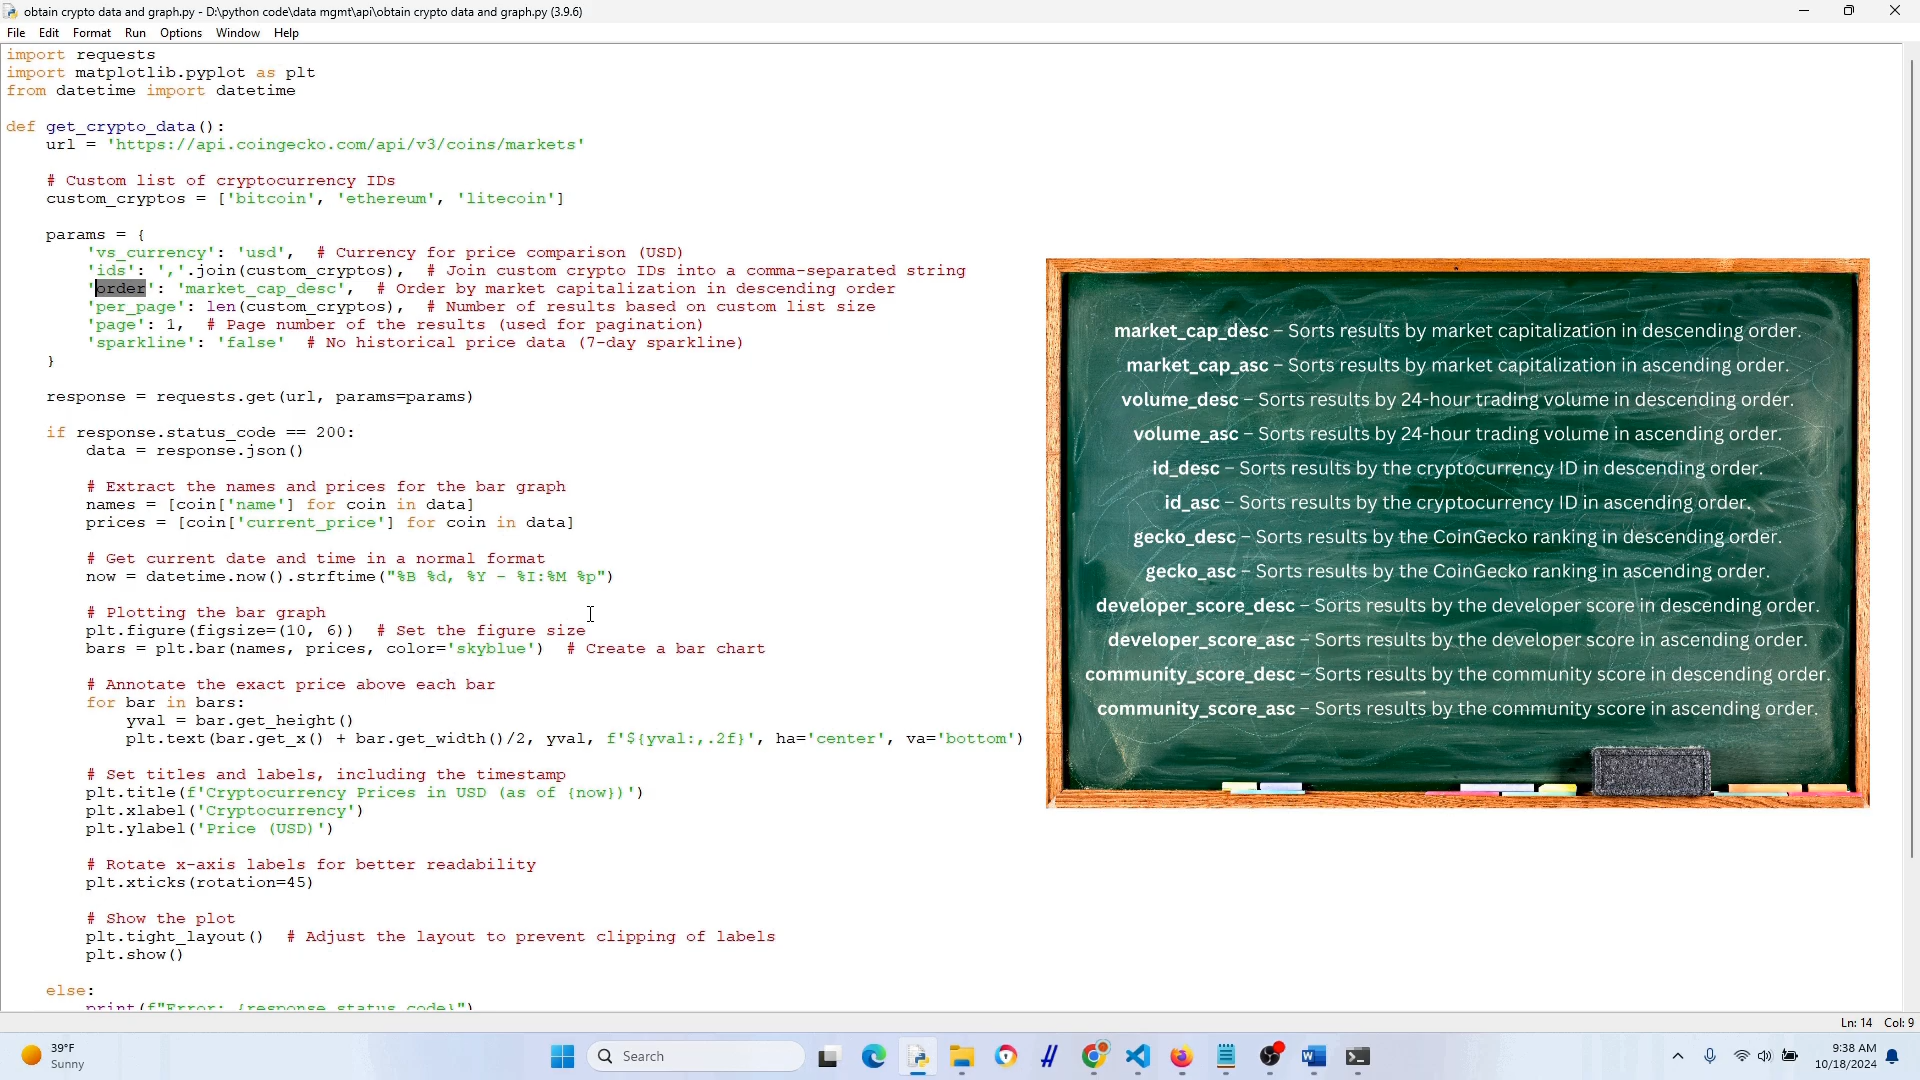 obtain crypto data and graph.py - D:\python code\data mgmt\api\obtain crypto data and graph.py (3.9.6)
File Edit Format Run Options Window Help
import requests
import matplotlib.pyplot as plt
from datetime import datetime
def get_crypto_data():
url = 'https://api.coingecko.com/api/v3/coins/markets'
# Custom list of cryptocurrency IDs
custom_cryptos = ['bitcoin', 'ethereum', 'litecoin']
params = {
'vs_currency': 'usd', # Currency for price comparison (USD)
'ids': ','.join(custom_cryptos), # Join custom crypto IDs into a comma-separated string
'order': 'market_cap_desc', # Order by market capitalization in descending order
'per_page': len(custom_cryptos), # Number of results based on custom list size
'page': 1, # Page number of the results (used for pagination)
'sparkline': 'false' # No historical price data (7-day sparkline)
}
response = requests.get(url, params=params)
if response.status_code == 200:
data = response.json()
# Extract the names and prices for the bar graph
names = [coin['name'] for coin in data]
prices = [coin['current_price'] for coin in data]
# Get current date and time in a normal format
now = datetime.now().strftime("%B %d, %Y - %I:%M %p")
# Plotting the bar graph
plt.figure(figsize=(10, 6)) # Set the figure size
bars = plt.bar(names, prices, color='skyblue') # Create a bar chart
# Annotate the exact price above each bar
for bar in bars:
yval = bar.get_height()
plt.text(bar.get_x() + bar.get_width()/2, yval, f'${yval:,.2f}', ha='center', va='bottom')
# Set titles and labels, including the timestamp
plt.title(f'Cryptocurrency Prices in USD (as of {now})')
plt.xlabel('Cryptocurrency')
plt.ylabel('Price (USD)')
# Rotate x-axis labels for better readability
plt.xticks(rotation=45)
# Show the plot
plt.tight_layout() # Adjust the layout to prevent clipping of labels
plt.show()
else:
print(f"Error: {response.status_code}")
market_cap_desc – Sorts results by market capitalization in descending order.
market_cap_asc – Sorts results by market capitalization in ascending order.
volume_desc – Sorts results by 24-hour trading volume in descending order.
volume_asc – Sorts results by 24-hour trading volume in ascending order.
id_desc – Sorts results by the cryptocurrency ID in descending order.
id_asc – Sorts results by the cryptocurrency ID in ascending order.
gecko_desc – Sorts results by the CoinGecko ranking in descending order.
gecko_asc – Sorts results by the CoinGecko ranking in ascending order.
developer_score_desc – Sorts results by the developer score in descending order.
developer_score_asc – Sorts results by the developer score in ascending order.
community_score_desc – Sorts results by the community score in descending order.
community_score_asc – Sorts results by the community score in ascending order.
Ln: 14 Col: 9
39°F
Sunny
Search
9:38 AM
10/18/2024